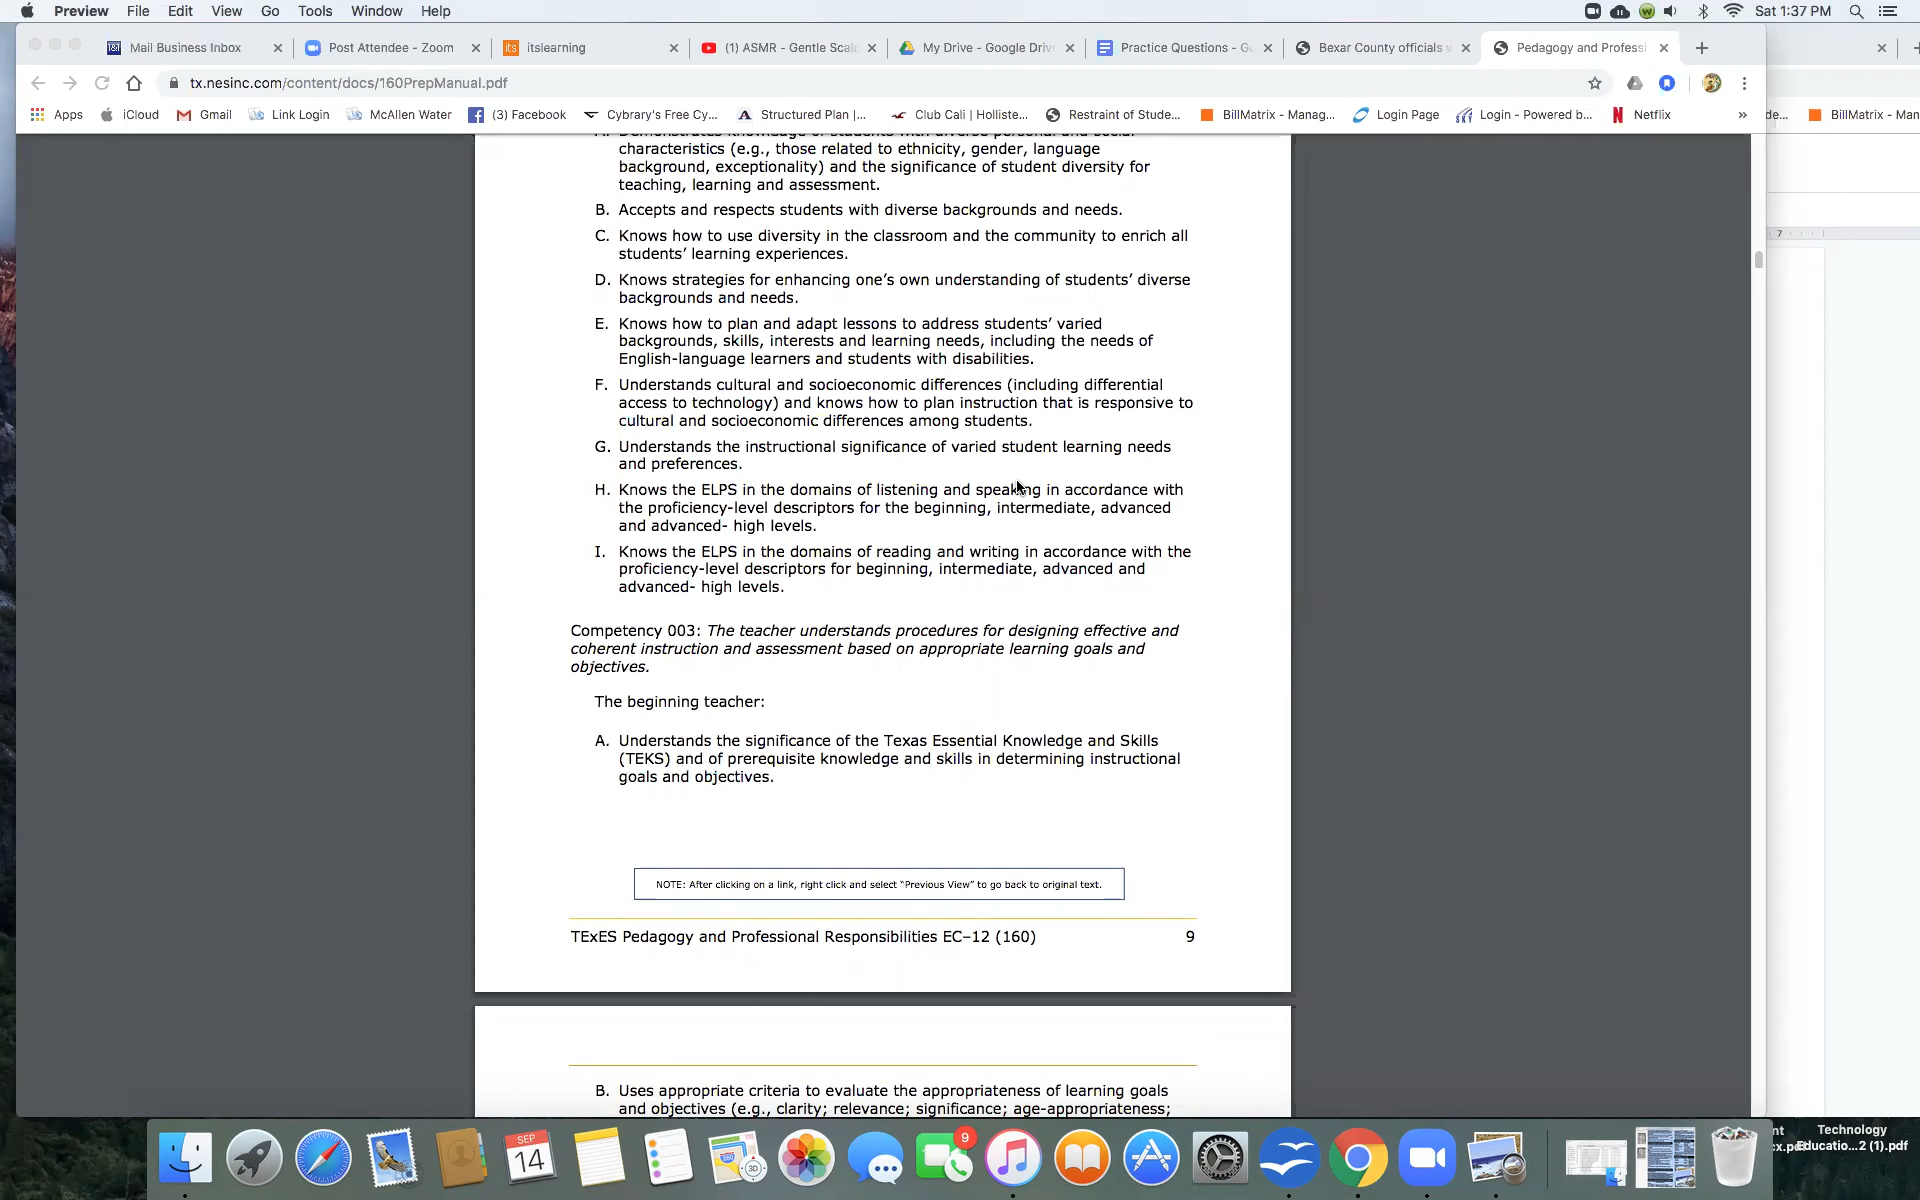 Preview File Edit View Go Tools Window Help Sat 1:37 PM
Mail Business Inbox Post Attendee - Zoom its itslearning (1) ASMR - Gentle Scal My Drive - Google Driv Practice Questions - G Bexar County officials Pedagogy and Profess
tx.nesinc.com/content/docs/160PrepManual.pdf
Apps iCloud Gmail Link Login McAllen Water (3) Facebook Cybrary's Free Cy... Structured Plan |... Club Cali | Holliste... Restraint of Stude... BillMatrix - Manag... Login Page Login - Powered b... Netflix » de... BillMatrix - Man
characteristics (e.g., those related to ethnicity, gender, language
background, exceptionality) and the significance of student diversity for
teaching, learning and assessment.
B. Accepts and respects students with diverse backgrounds and needs.
C. Knows how to use diversity in the classroom and the community to enrich all
students’ learning experiences.
7
D. Knows strategies for enhancing one’s own understanding of students’ diverse
backgrounds and needs.
E. Knows how to plan and adapt lessons to address students’ varied
backgrounds, skills, interests and learning needs, including the needs of
English-language learners and students with disabilities.
F. Understands cultural and socioeconomic differences (including differential
access to technology) and knows how to plan instruction that is responsive to
cultural and socioeconomic differences among students.
G. Understands the instructional significance of varied student learning needs
and preferences.
H. Knows the ELPS in the domains of listening and speaking in accordance with
the proficiency-level descriptors for the beginning, intermediate, advanced
and advanced- high levels.
I. Knows the ELPS in the domains of reading and writing in accordance with the
proficiency-level descriptors for beginning, intermediate, advanced and
advanced- high levels.
Competency 003: The teacher understands procedures for designing effective and
coherent instruction and assessment based on appropriate learning goals and
objectives.
The beginning teacher:
A. Understands the significance of the Texas Essential Knowledge and Skills
(TEKS) and of prerequisite knowledge and skills in determining instructional
goals and objectives.
NOTE: After clicking on a link, right click and select “Previous View” to go back to original text.
TExES Pedagogy and Professional Responsibilities EC–12 (160) 9
B. Uses appropriate criteria to evaluate the appropriateness of learning goals
and objectives (e.g., clarity; relevance; significance; age-appropriateness;
SEP
14
9
Technology
Educatio...2 (1).pdf